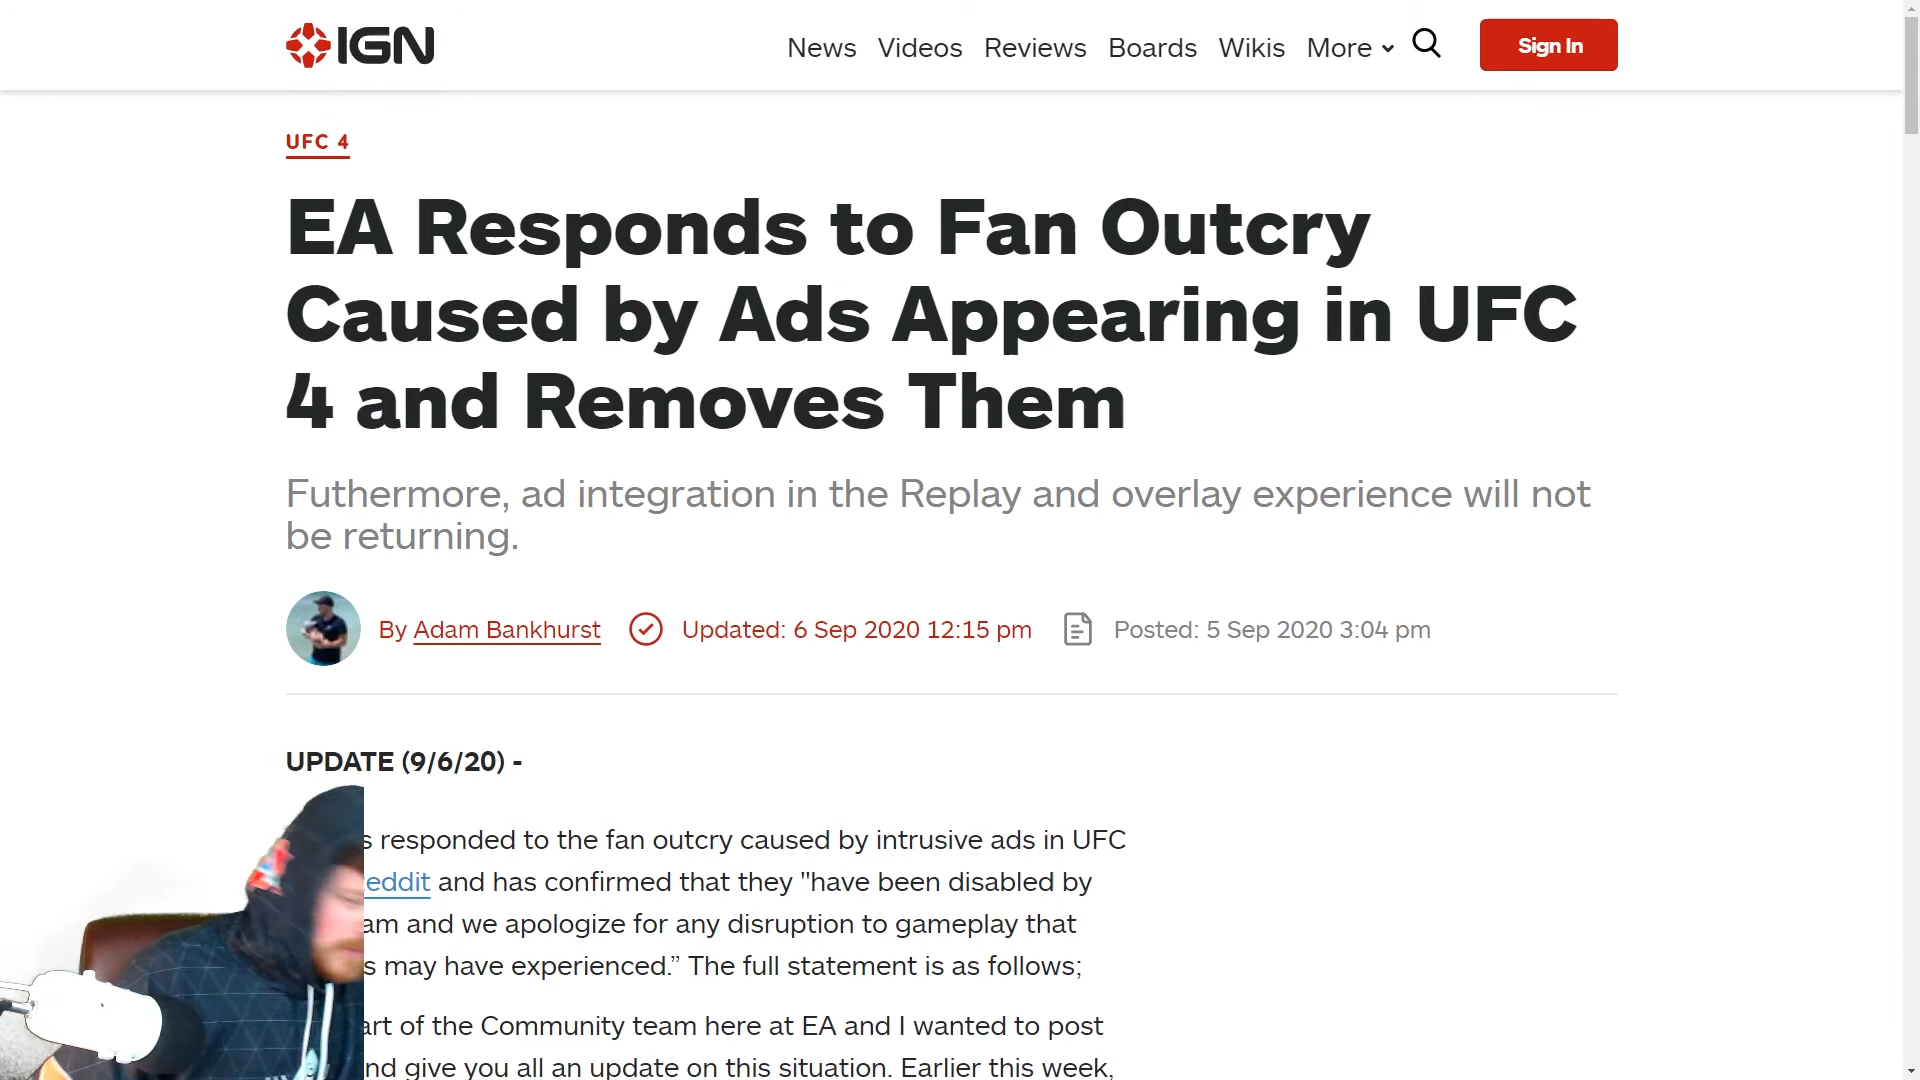 IGN
News Videos Reviews Boards Wikis More
Sign In
UFC 4
EA Responds to Fan Outcry
Caused by Ads Appearing in UFC
4 and Removes Them
Futhermore, ad integration in the Replay and overlay experience will not
be returning.
By Adam Bankhurst Updated: 6 Sep 2020 12:15 pm Posted: 5 Sep 2020 3:04 pm
UPDATE (9/6/20) -
s responded to the fan outcry caused by intrusive ads in UFC
eddit and has confirmed that they "have been disabled by
am and we apologize for any disruption to gameplay that
s may have experienced.” The full statement is as follows;
art of the Community team here at EA and I wanted to post
nd give you all an update on this situation. Earlier this week,